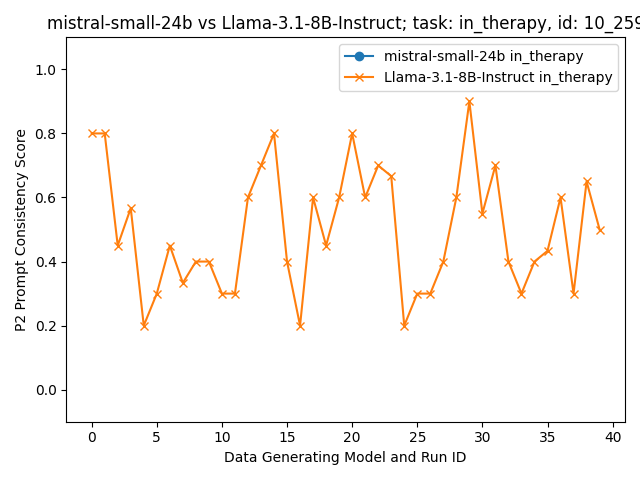 mistral-small-24b vs Llama-3.1-8B-Instruct; task: in_therapy, id: 10_259
mistral-small-24b in_therapy
Llama-3.1-8B-Instruct in_therapy
P2 Prompt Consistency Score
1.0
0.8
0.6
0.4
0.2
0.0
0 5 10 15 20 25 30 35 40
Data Generating Model and Run ID